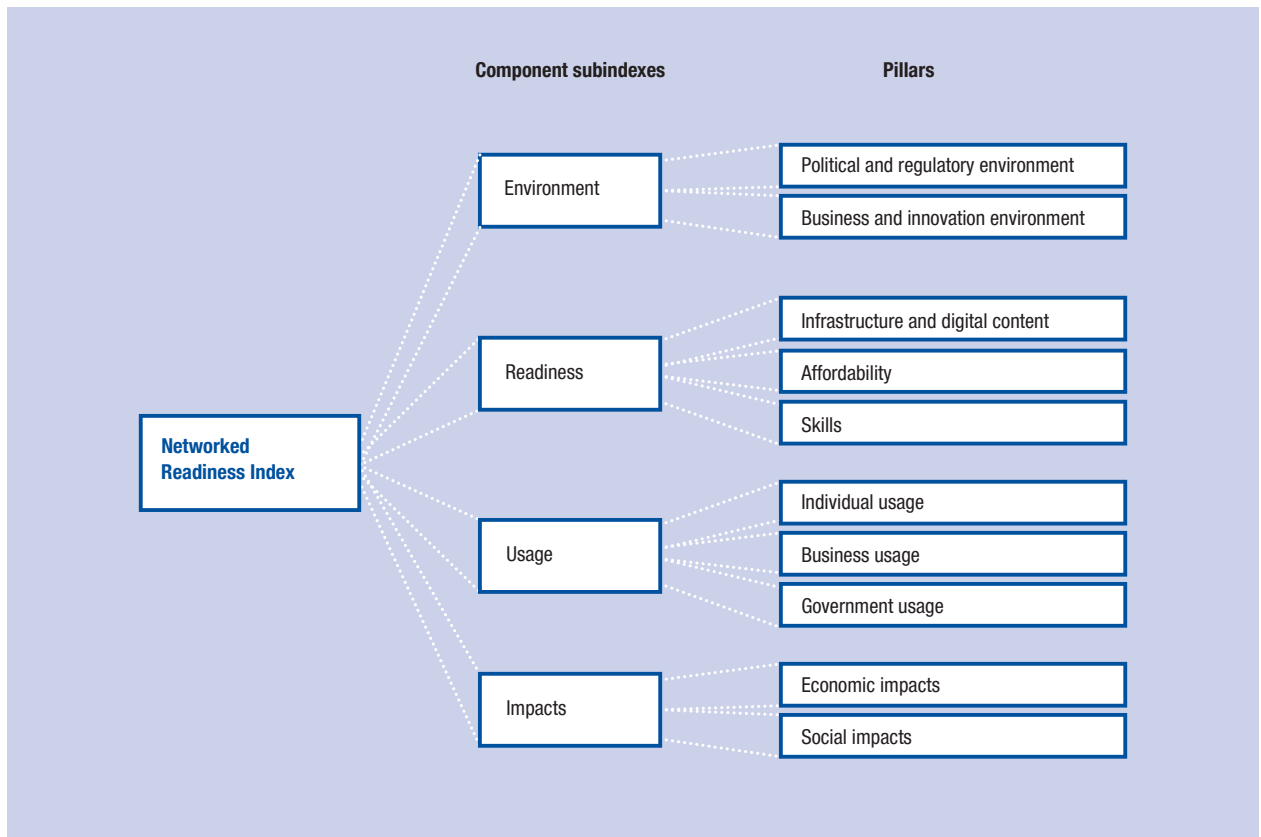 Component subindexes
Pillars
Environment
Political and regulatory environment
Business and innovation environment
Readiness
Infrastructure and digital content
Affordability
Skills
Networked
Readiness Index
Usage
Individual usage
Business usage
Government usage
Impacts
Economic impacts
Social impacts